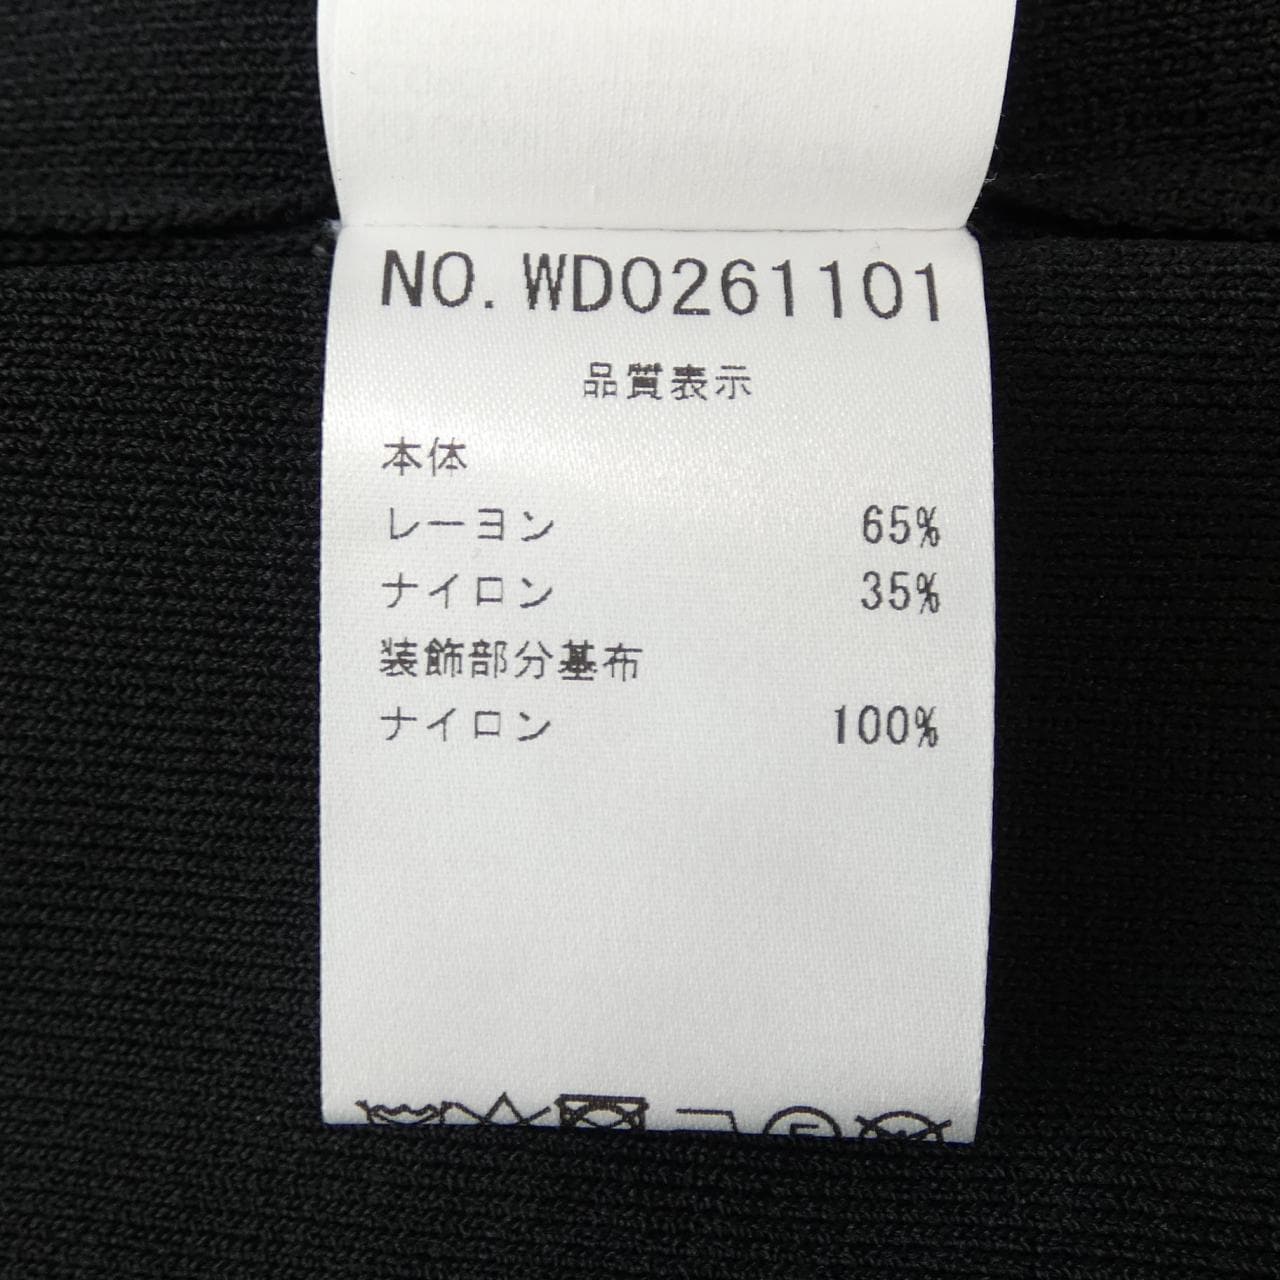 NO.WD0261101
品質表示
本体
レーヨン 65%
ナイロン 35%
装飾部分基布
ナイロン 100%